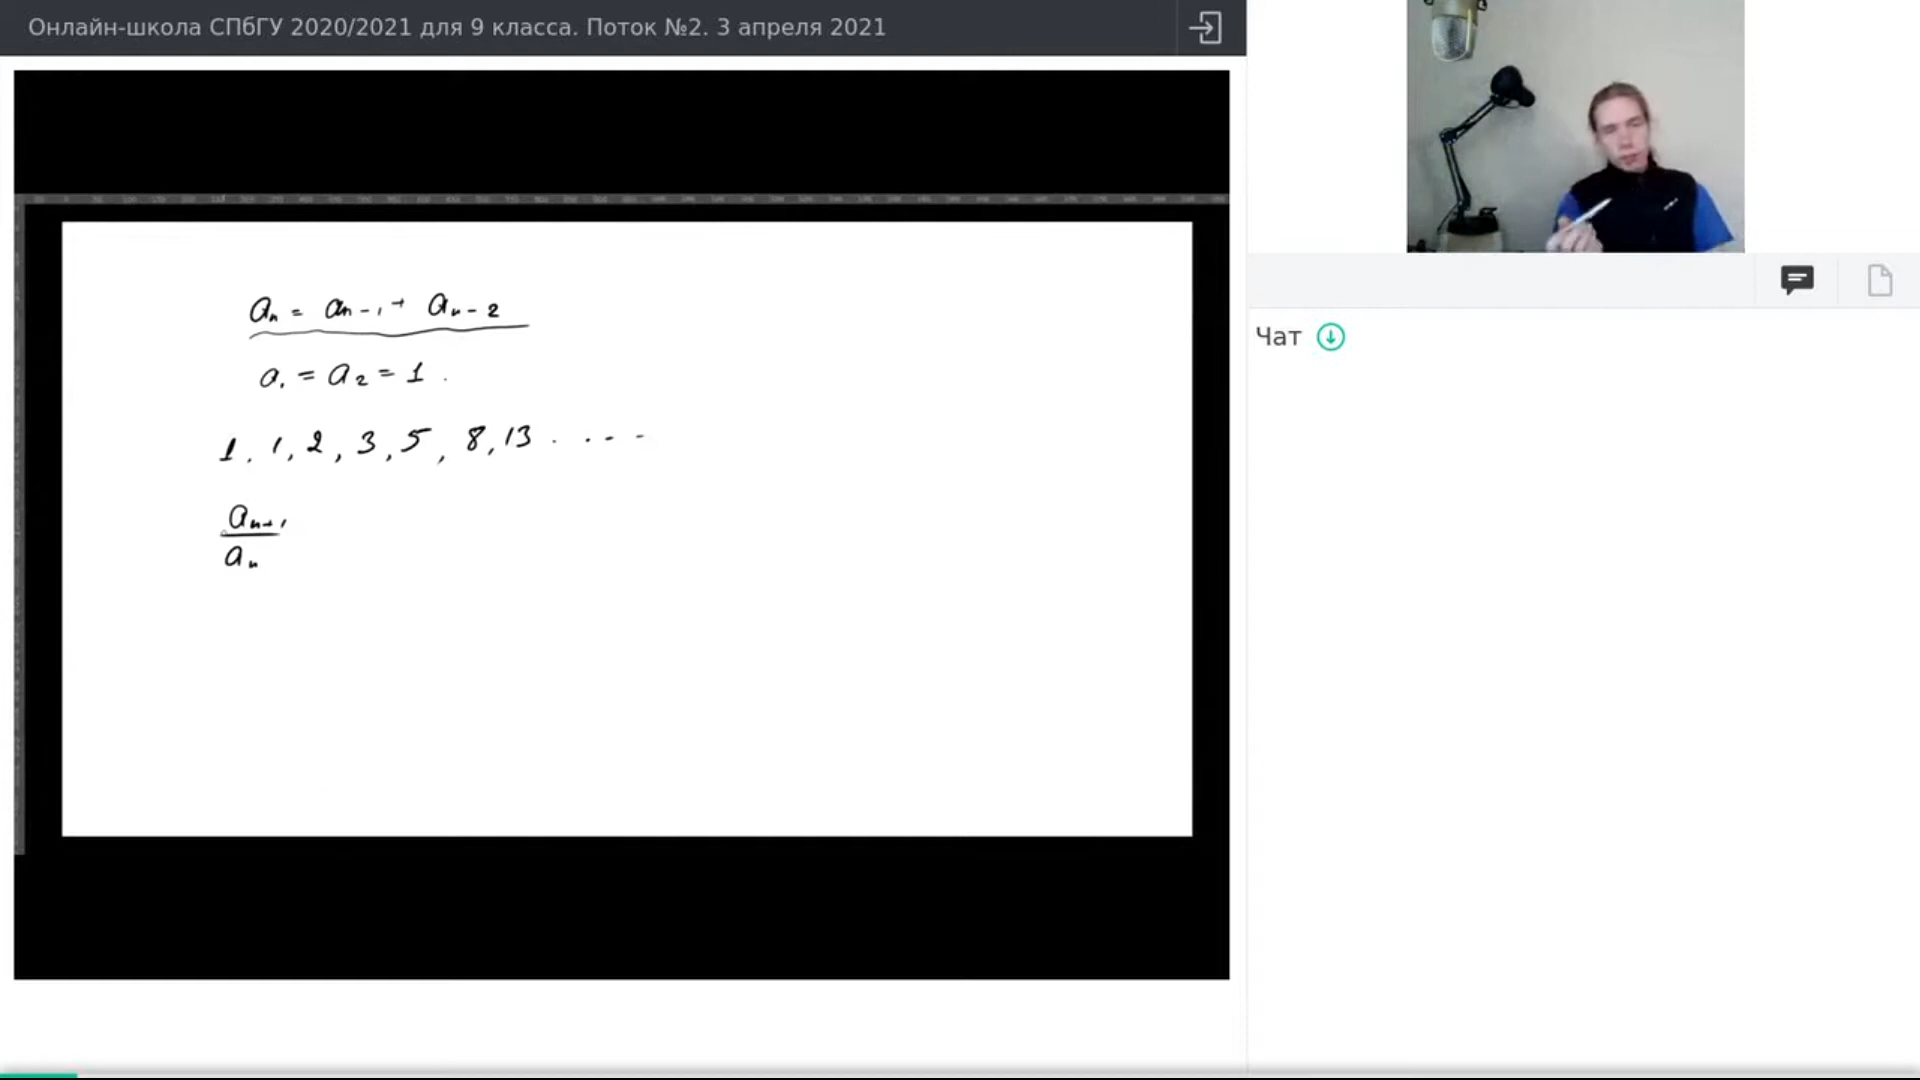 Онлайн-школа СПбГУ 2020/2021 для 9 класса. Поток №2. 3 апреля 2021
aₙ = aₙ₋₁ + aₙ₋₂
a₁ = a₂ = 1.
1, 1, 2, 3, 5, 8, 13 . . . .
aₙ₊₁
aₙ
Чат